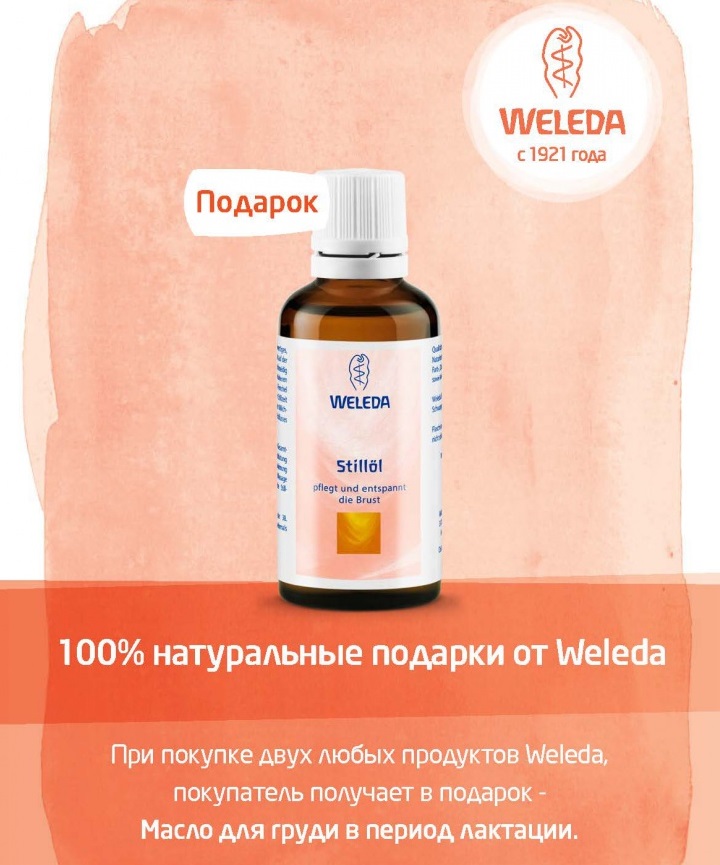 WELEDA
с 1921 года
Подарок
WELEDA
Stillöl
pflegt und entspannt
die Brust
100% натуральные подарки от Weleda
При покупке двух любых продуктов Weleda,
покупатель получает в подарок -
Масло для груди в период лактации.